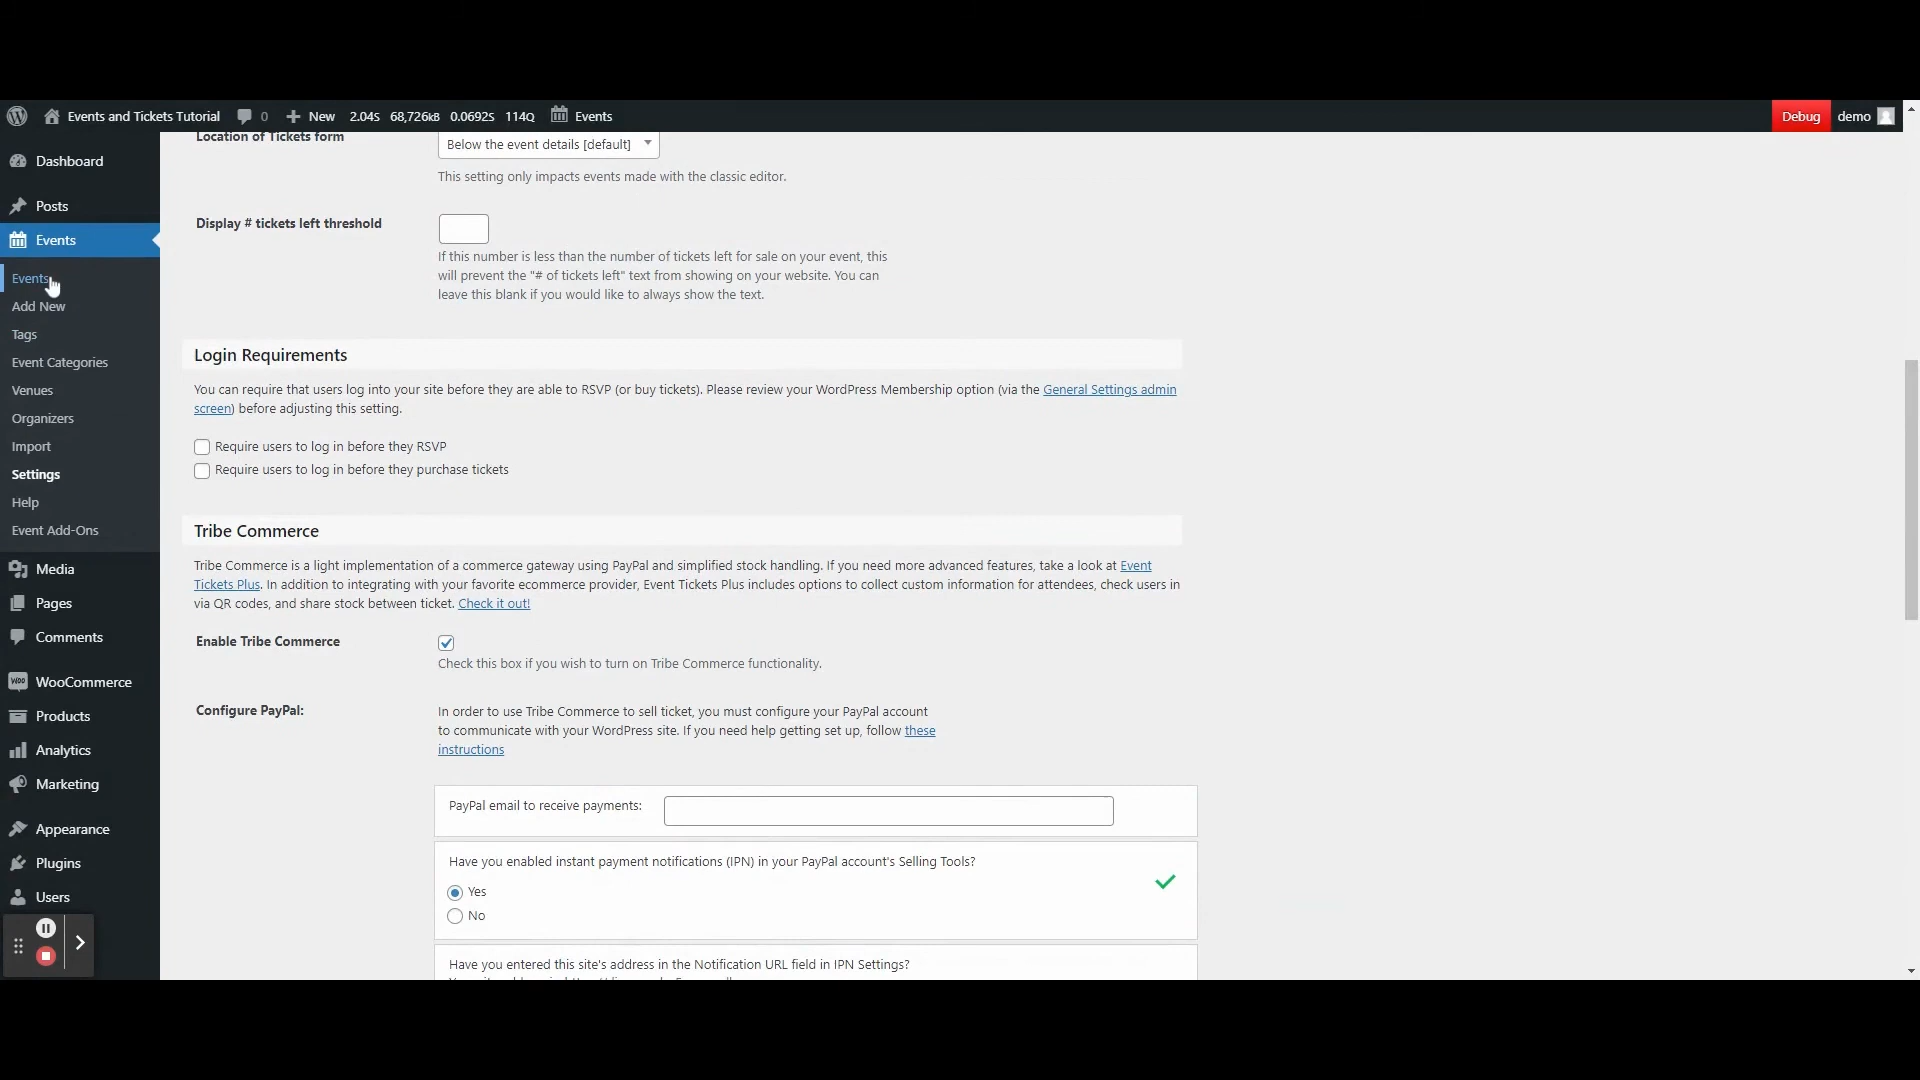 Events and Tickets Tutorial 0 New 2.04s 68,726kB 0.0692s 114Q Events Debug demo
Dashboard
Posts
Events
Events
Add New
Tags
Event Categories
Venues
Organizers
Import
Settings
Help
Event Add-Ons
Media
Pages
Comments
WooCommerce
Products
Analytics
Marketing
Appearance
Plugins
Users
Location of Tickets form
Below the event details [default]
This setting only impacts events made with the classic editor.
Display # tickets left threshold
If this number is less than the number of tickets left for sale on your event, this
will prevent the "# of tickets left" text from showing on your website. You can
leave this blank if you would like to always show the text.
Login Requirements
You can require that users log into your site before they are able to RSVP (or buy tickets). Please review your WordPress Membership option (via the General Settings admin
screen) before adjusting this setting.
Require users to log in before they RSVP
Require users to log in before they purchase tickets
Tribe Commerce
Tribe Commerce is a light implementation of a commerce gateway using PayPal and simplified stock handling. If you need more advanced features, take a look at Event
Tickets Plus. In addition to integrating with your favorite ecommerce provider, Event Tickets Plus includes options to collect custom information for attendees, check users in
via QR codes, and share stock between ticket. Check it out!
Enable Tribe Commerce
Check this box if you wish to turn on Tribe Commerce functionality.
Configure PayPal:
In order to use Tribe Commerce to sell ticket, you must configure your PayPal account
to communicate with your WordPress site. If you need help getting set up, follow these
instructions
PayPal email to receive payments:
Have you enabled instant payment notifications (IPN) in your PayPal account's Selling Tools?
Yes
No
Have you entered this site's address in the Notification URL field in IPN Settings?